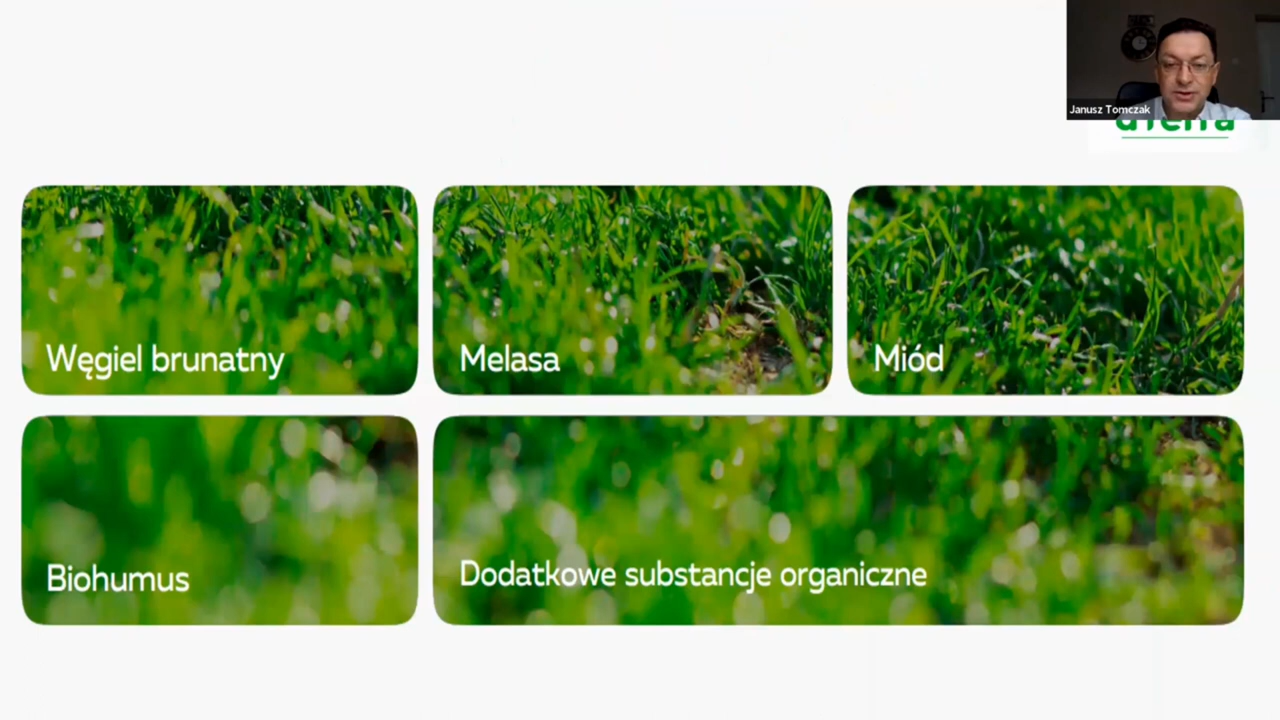 Janusz Tomczak
Węgiel brunatny
Melasa
Miód
Biohumus
Dodatkowe substancje organiczne